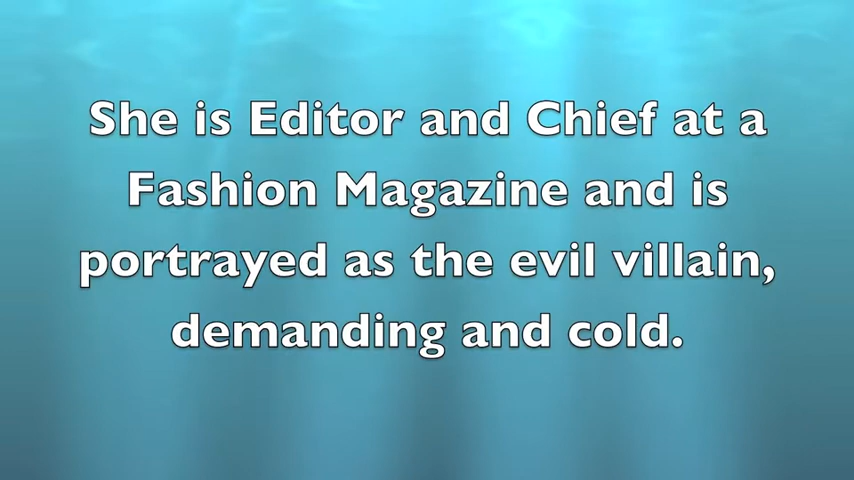 She is Editor and Chief at a
Fashion Magazine and is
portrayed as the evil villain,
demanding and cold.